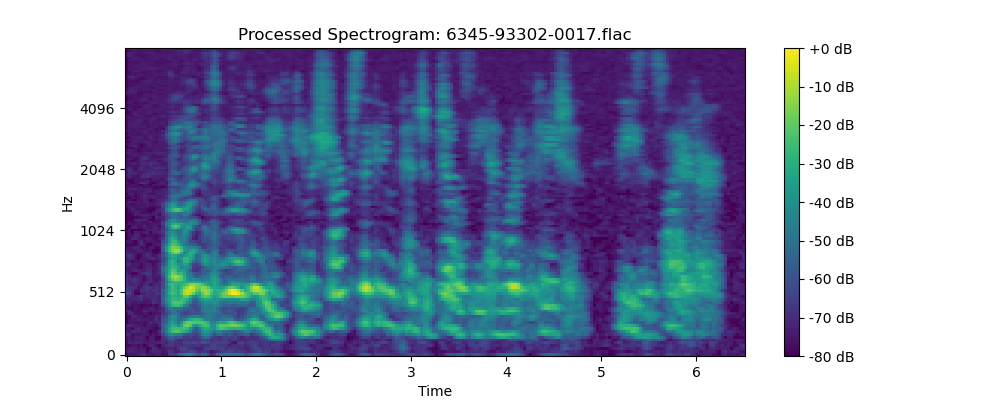 Processed Spectrogram: 6345-93302-0017.flac
Hz
4096
2048
1024
512
0
0 1 2 3 4 5 6
Time
+0 dB
-10 dB
-20 dB
-30 dB
-40 dB
-50 dB
-60 dB
-70 dB
-80 dB